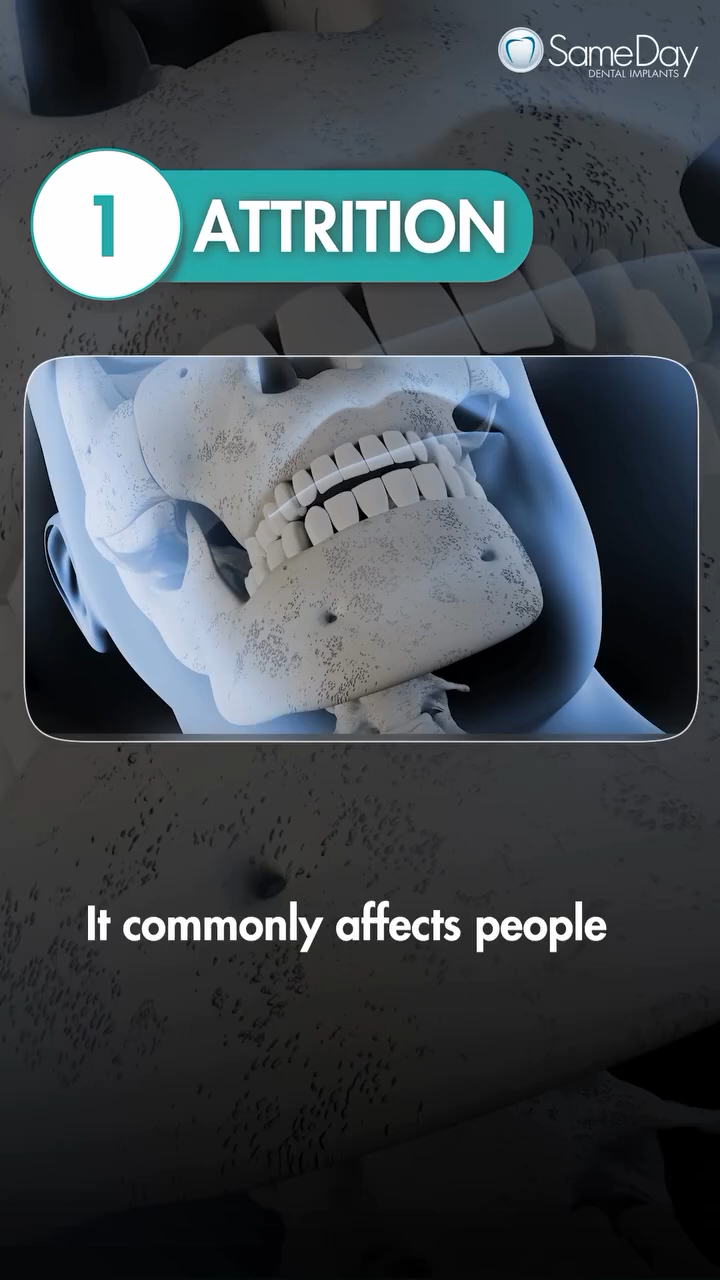 SameDay
DENTAL IMPLANTS
1 ATTRITION
It commonly affects people